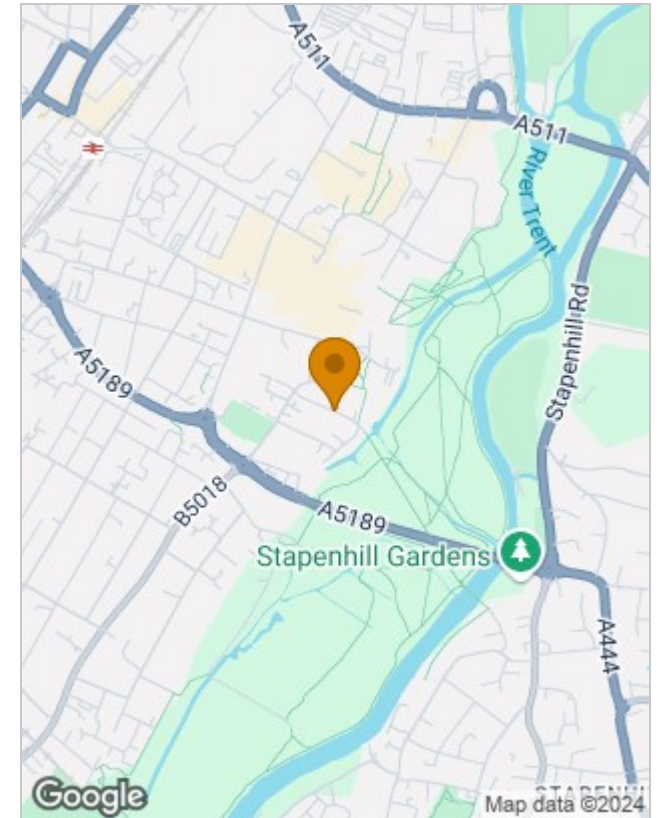 A511
A511
River Trent
Stapenhill Rd
A5189
B5018
A5189
Stapenhill Gardens
A444
Google
Map data ©2024